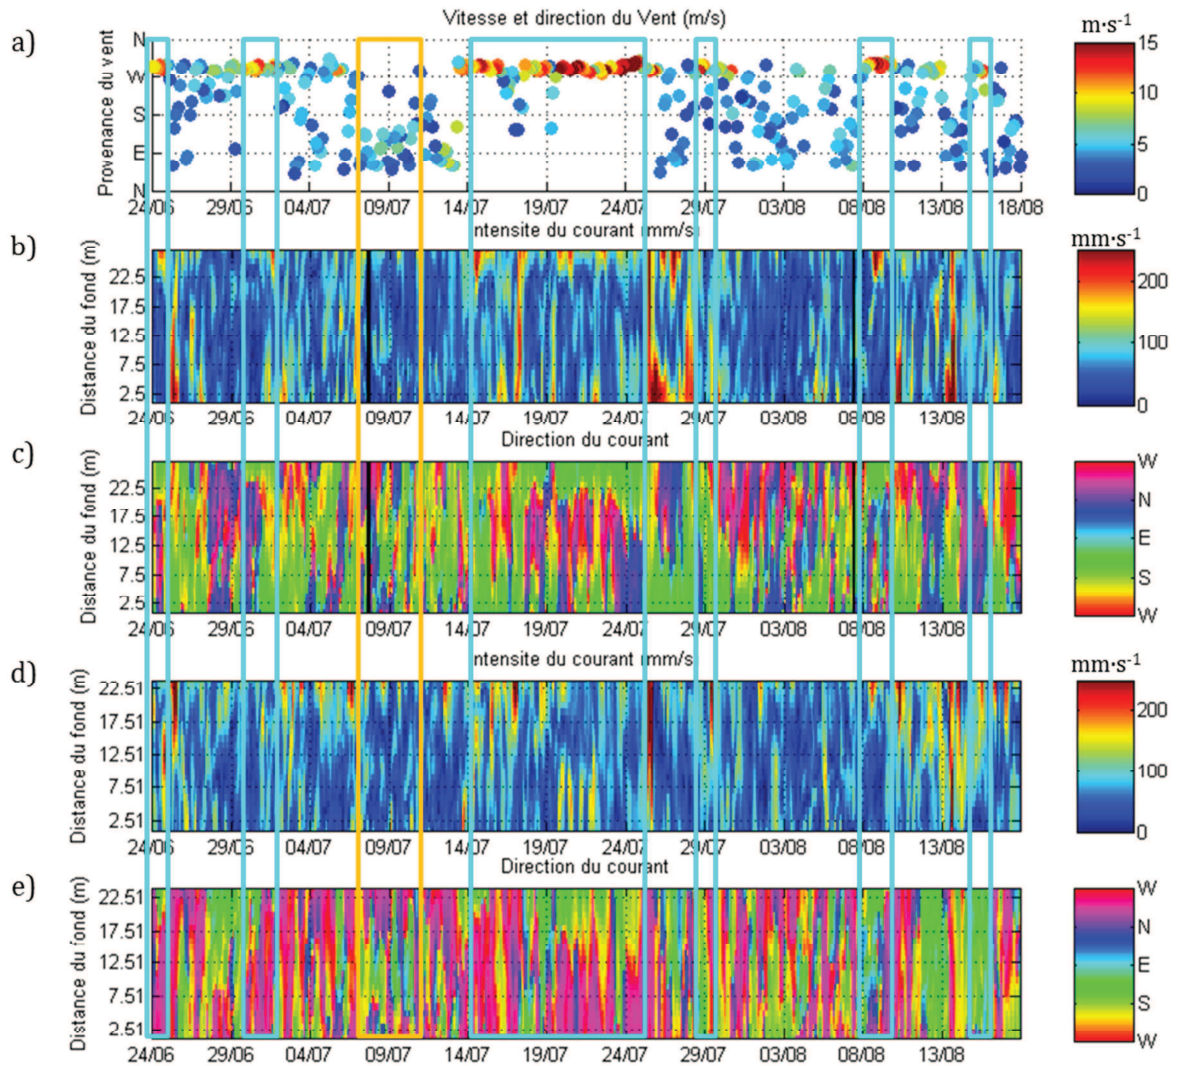 Vitesse et direction du Vent (m/s)
a)
Provenance du vent
N
W
S
E
N
24/06 29/06 04/07 09/07 14/07 19/07 24/07 29/07 03/08 08/08 13/08 18/08
m·s-1
15
10
5
0
ntensite du courant (mm/s)
b)
Distance du fond (m)
22.5
17.5
12.5
7.5
2.5
24/06 29/06 04/07 09/07 14/07 19/07 24/07 29/07 03/08 08/08 13/08
mm·s-1
200
100
0
Direction du courant
c)
Distance du fond (m)
22.5
17.5
12.5
7.5
2.5
24/06 29/06 04/07 09/07 14/07 19/07 24/07 29/07 03/08 08/08 13/08
W
N
E
S
W
ntensite du courant (mm/s
d)
Distance du fond (m)
22.51
17.51
12.51
7.51
2.51
24/06 29/06 04/07 09/07 14/07 19/07 24/07 29/07 03/08 08/08 13/08
mm·s-1
200
100
0
Direction du courant
e)
Distance du fond (m)
22.51
17.51
12.51
7.51
2.51
24/06 29/06 04/07 09/07 14/07 19/07 24/07 29/07 03/08 08/08 13/08
W
N
E
S
W